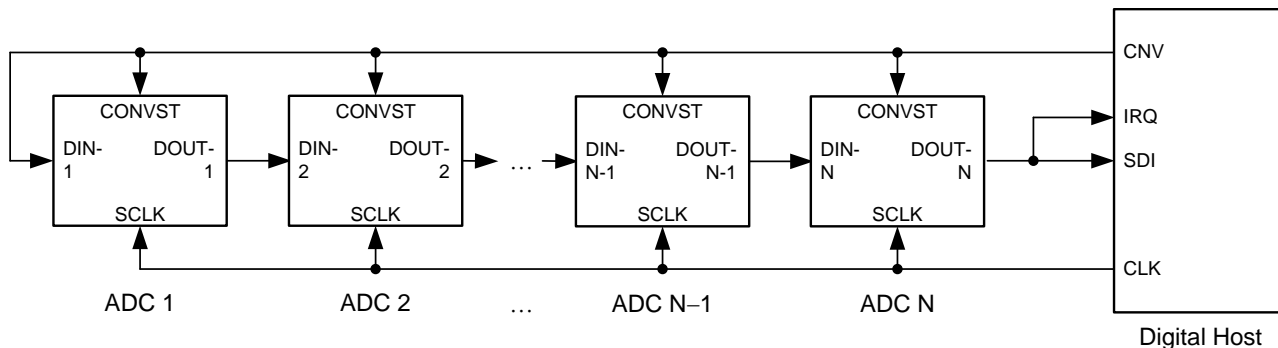 CNV
CONVST CONVST CONVST CONVST
IRQ
DIN- DOUT- DIN- DOUT- DIN- DOUT- DIN- DOUT-
1 1 2 2 … N-1 N-1 N N SDI
SCLK SCLK SCLK SCLK
CLK
ADC 1 ADC 2 … ADC N−1 ADC N
Digital Host